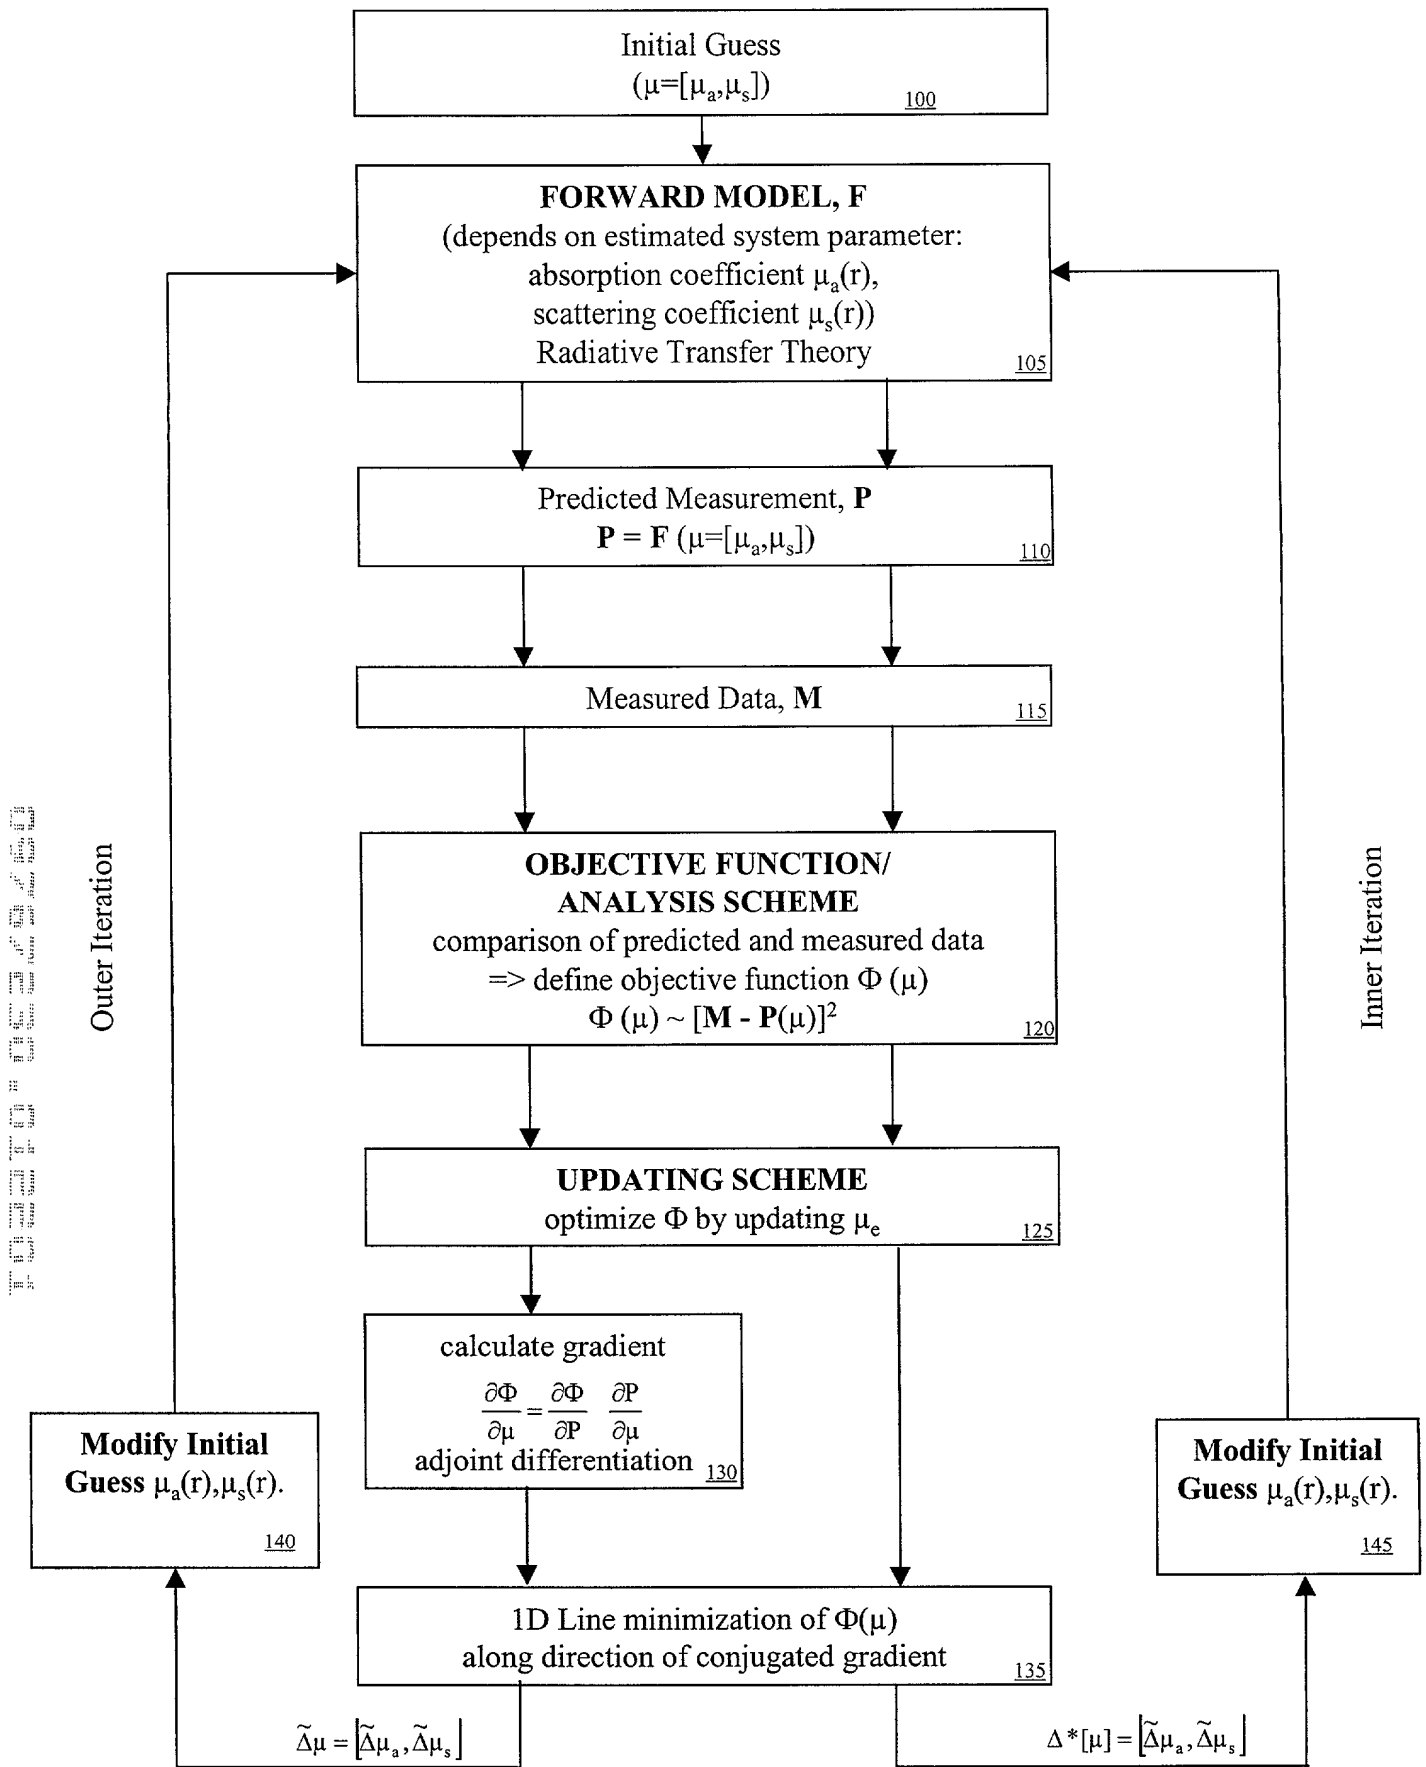 Initial Guess
(μ=[μₐ,μₛ])
100
FORWARD MODEL, F
(depends on estimated system parameter:
absorption coefficient μₐ(r),
scattering coefficient μₛ(r))
Radiative Transfer Theory
105
Predicted Measurement, P
P = F (μ=[μₐ,μₛ])
110
Measured Data, M
115
OBJECTIVE FUNCTION/
ANALYSIS SCHEME
comparison of predicted and measured data
=> define objective function Φ (μ)
Φ (μ) ~ [M - P(μ)]²
120
Outer Iteration
Inner Iteration
UPDATING SCHEME
optimize Φ by updating μₑ
125
calculate gradient
∂Φ/∂μ = ∂Φ/∂P ∂P/∂μ
adjoint differentiation
130
Modify Initial
Guess μₐ(r),μₛ(r).
140
Modify Initial
Guess μₐ(r),μₛ(r).
145
1D Line minimization of Φ(μ)
along direction of conjugated gradient
135
Δ̃μ = ⌊Δ̃μₐ, Δ̃μₛ⌋
Δ*[μ] = ⌊Δ̃μₐ, Δ̃μₛ⌋